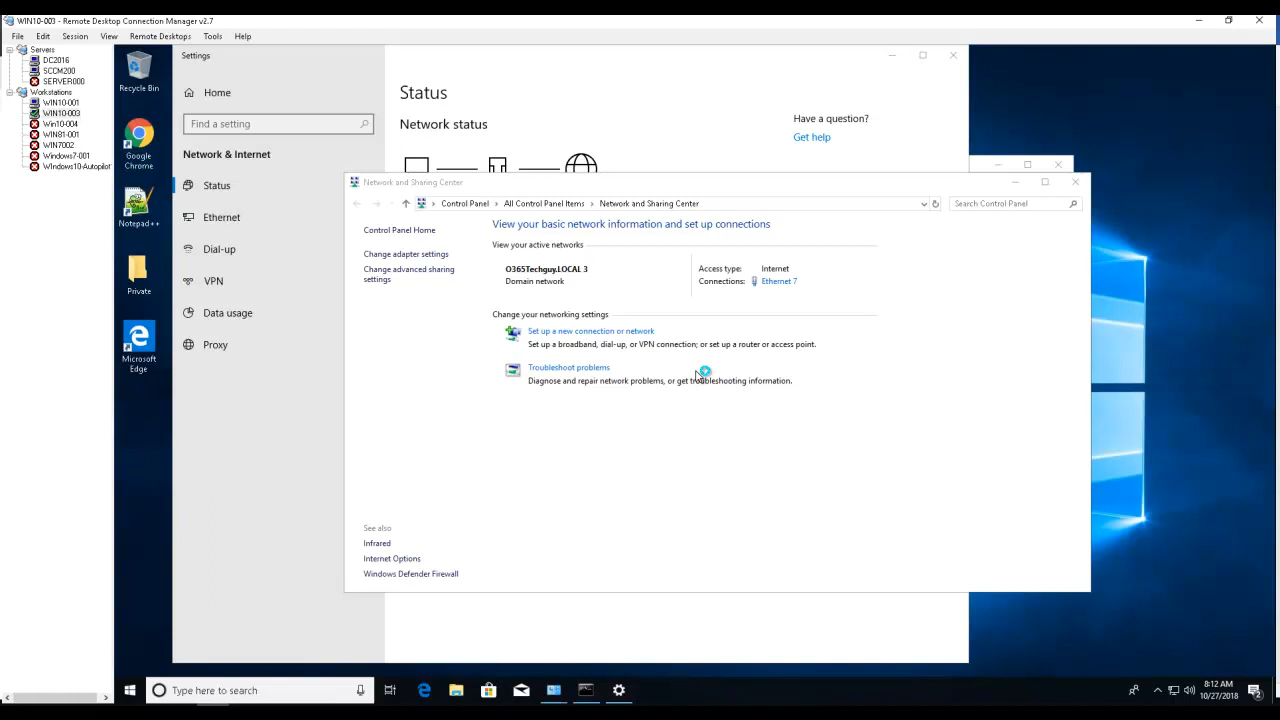 WIN10-003 - Remote Desktop Connection Manager v2.7
File Edit Session View Remote Desktops Tools Help
Servers
DC2016
SCCM200
SERVER000
Workstations
WIN10-001
WIN10-003
Win10-004
WIN81-001
WIN7002
Windows7-001
Windows10-Autopilot
Recycle Bin
Google
Chrome
Notepad++
Private
Microsoft
Edge
Settings
Home
Find a setting
Network & Internet
Status
Ethernet
Dial-up
VPN
Data usage
Proxy
Status
Network status
Have a question?
Get help
Network and Sharing Center
Control Panel All Control Panel Items Network and Sharing Center
Search Control Panel
Control Panel Home
Change adapter settings
Change advanced sharing
settings
View your basic network information and set up connections
View your active networks
O365Techguy.LOCAL 3
Domain network
Access type: Internet
Connections: Ethernet 7
Change your networking settings
Set up a new connection or network
Set up a broadband, dial-up, or VPN connection; or set up a router or access point.
Troubleshoot problems
Diagnose and repair network problems, or get troubleshooting information.
See also
Infrared
Internet Options
Windows Defender Firewall
Type here to search
8:12 AM
10/27/2018
2